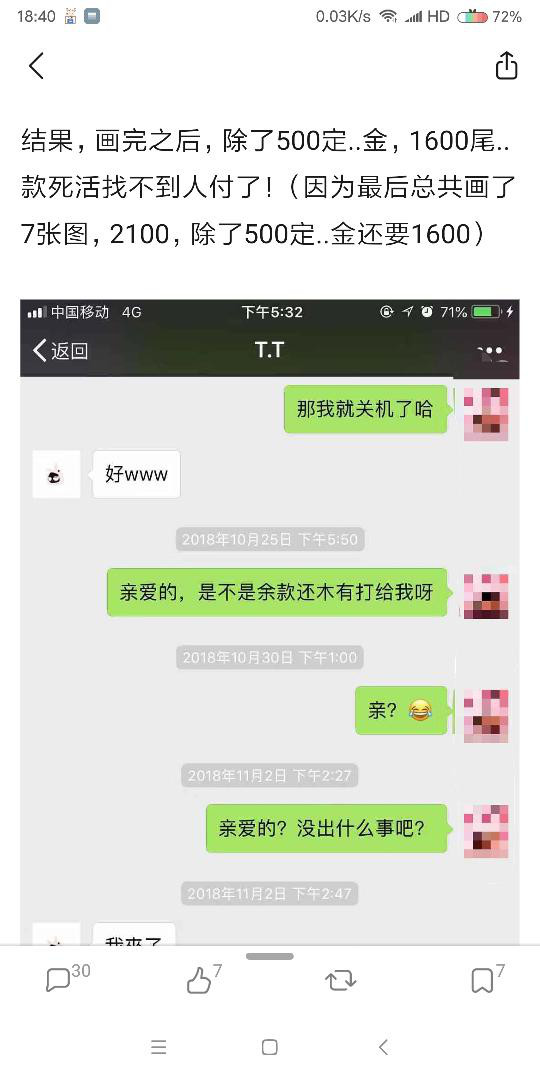 18:40 0.03K/s HD 72%
结果，画完之后，除了500定..金，1600尾..
款死活找不到人付了！（因为最后总共画了
7张图，2100，除了500定..金还要1600）
中国移动 4G 下午5:32 71%
返回 T.T
那我就关机了哈
好www
2018年10月25日 下午5:50
亲爱的，是不是余款还木有打给我呀
2018年10月30日 下午1:00
亲？😂
2018年11月2日 下午2:27
亲爱的？没出什么事吧？
2018年11月2日 下午2:47
我来了
30 7 7